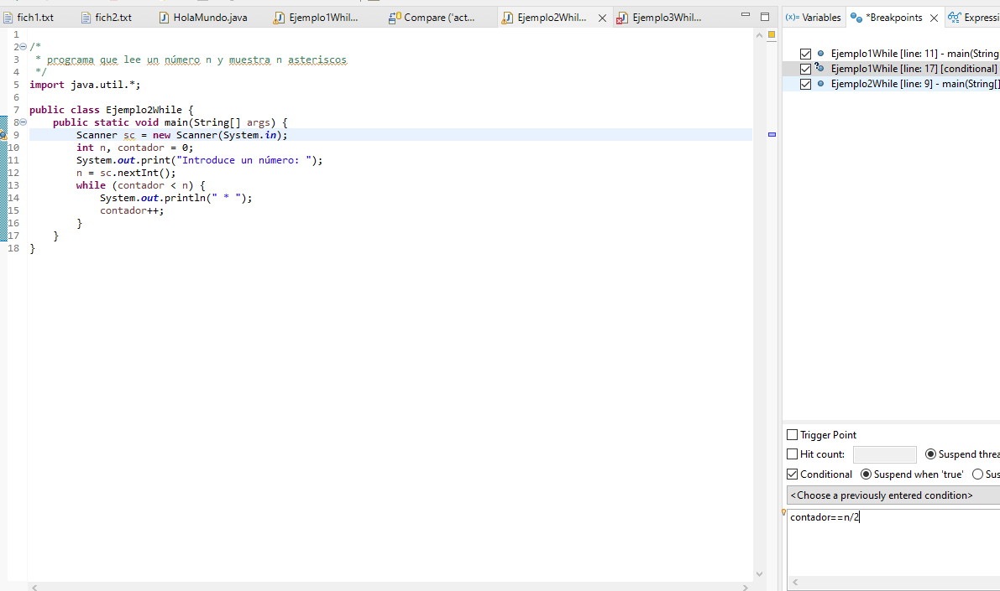 fich1.txt fich2.txt HolaMundo.java Ejemplo1Whil... Compare ('act... Ejemplo2Whil... Ejemplo3Whil... (x)= Variables *Breakpoints Expressi
1
2 /*
3 * programa que lee un número n y muestra n asteriscos
4 */
5 import java.util.*;
6
7 public class Ejemplo2While {
8 public static void main(String[] args) {
9 Scanner sc = new Scanner(System.in);
10 int n, contador = 0;
11 System.out.print("Introduce un número: ");
12 n = sc.nextInt();
13 while (contador < n) {
14 System.out.println(" * ");
15 contador++;
16 }
17 }
18 }
Ejemplo1While [line: 11] - main(String
Ejemplo1While [line: 17] [conditional]
Ejemplo2While [line: 9] - main(String[]
Trigger Point
Hit count: Suspend threa
Conditional Suspend when 'true' Sus
<Choose a previously entered condition>
contador==n/2